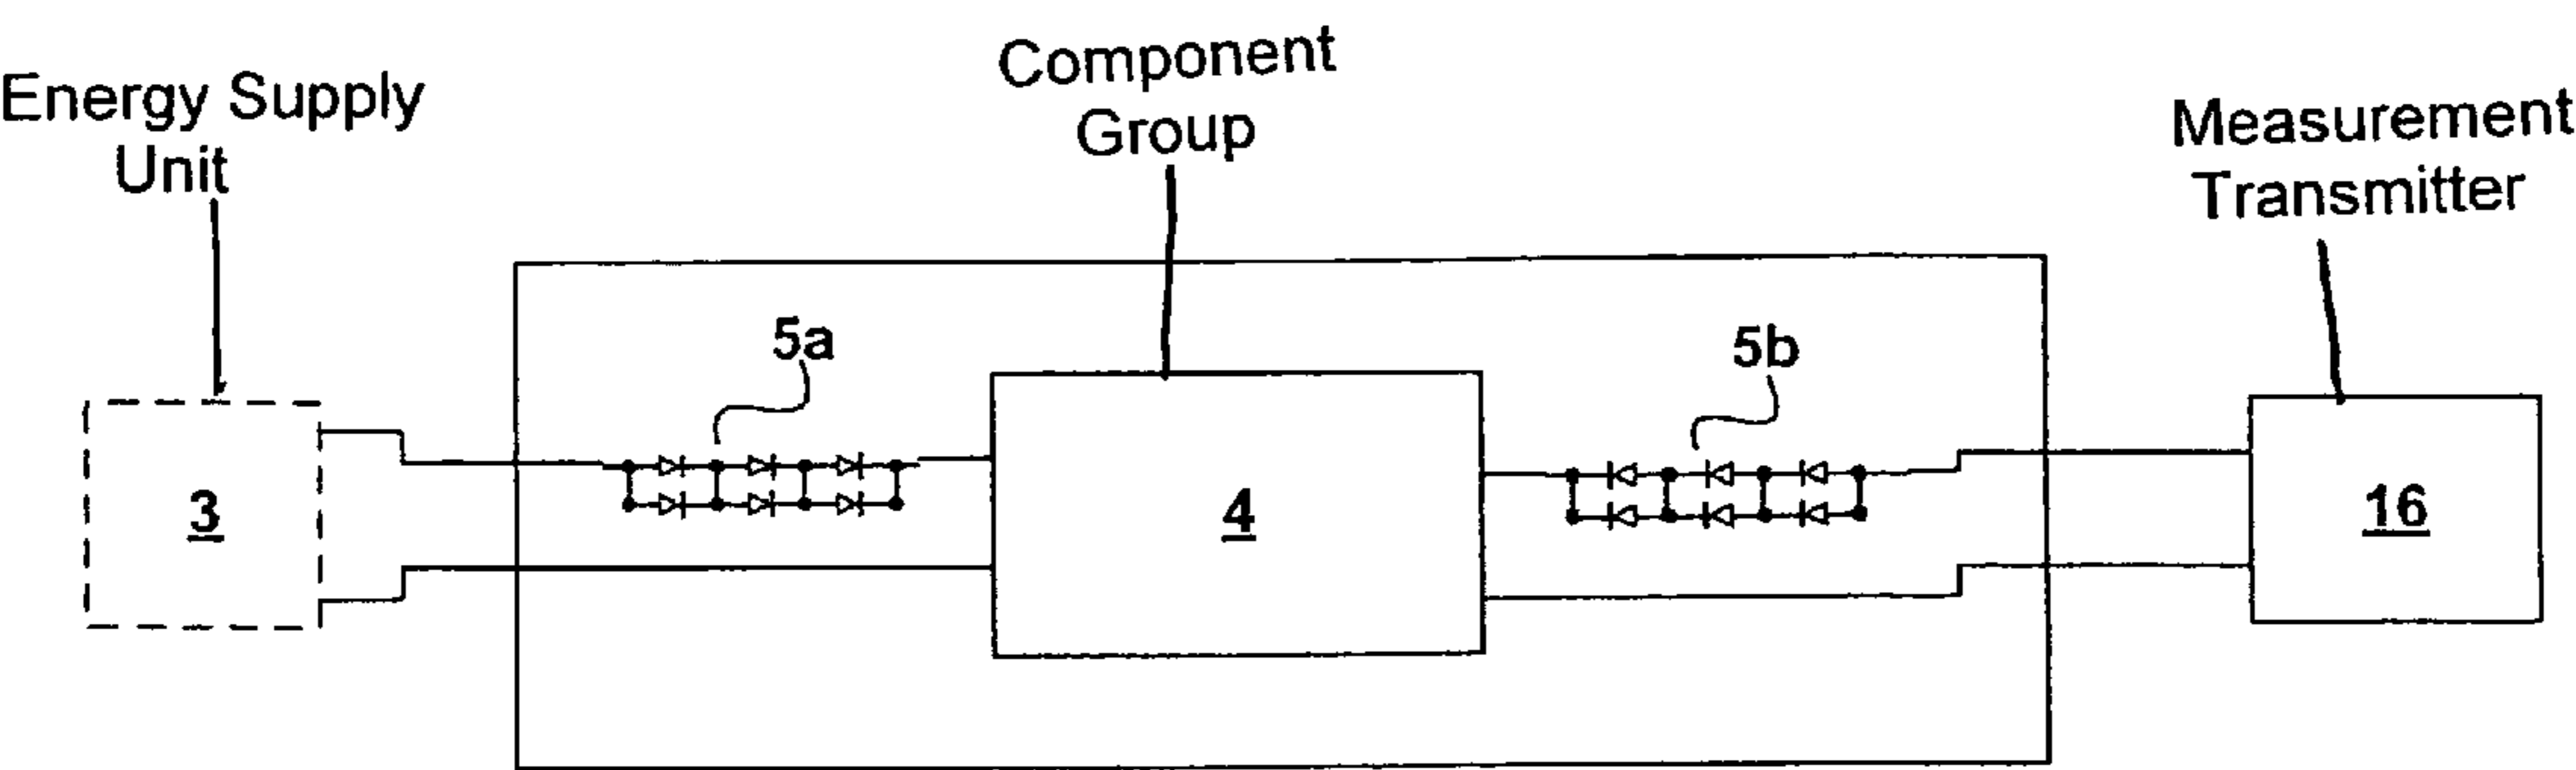 Energy Supply
Unit
Component
Group
Measurement
Transmitter
5a
5b
3
4
16